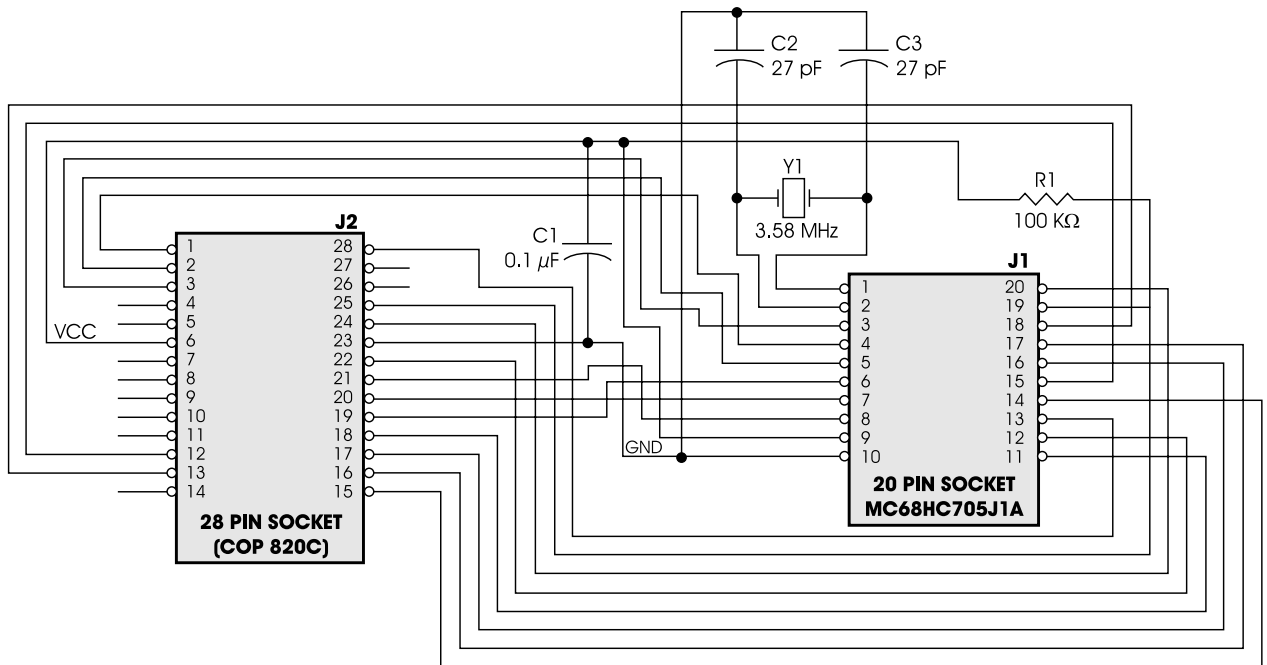 C2
27 pF
C3
27 pF
Y1
3.58 MHz
R1
100 KΩ
C1
0.1 µF
J2
1 28
2 27
3 26
4 25
5 24
VCC
6 23
7 22
8 21
9 20
10 19
11 18
12 17
13 16
14 15
28 PIN SOCKET
(COP 820C)
GND
J1
1 20
2 19
3 18
4 17
5 16
6 15
7 14
8 13
9 12
10 11
20 PIN SOCKET
MC68HC705J1A